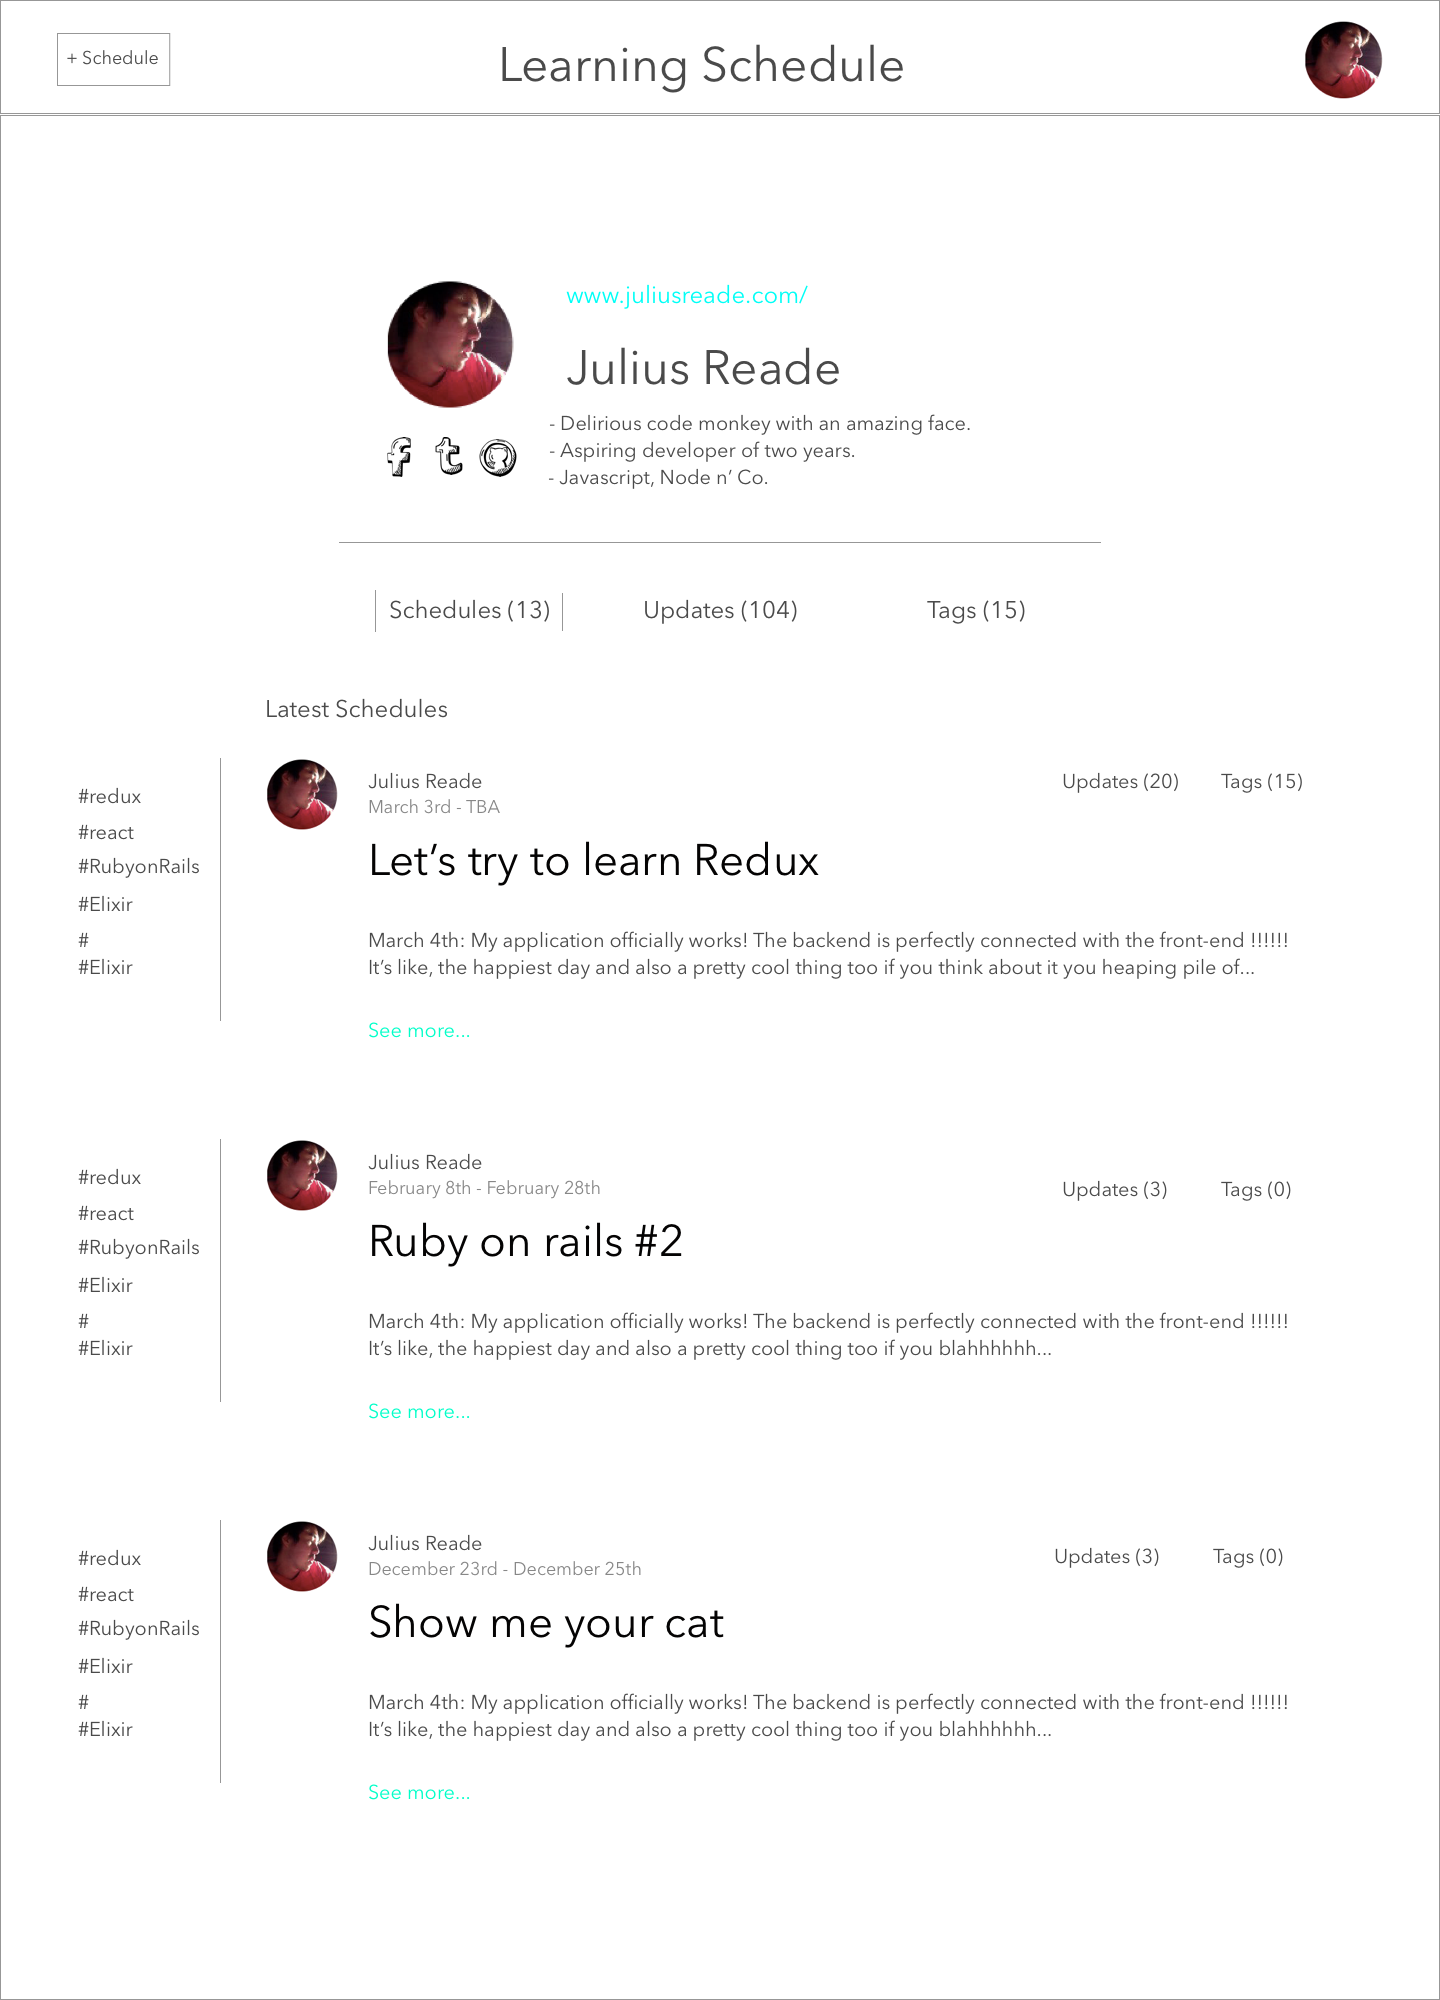 + Schedule
Learning Schedule
www.juliusreade.com/
Julius Reade
- Delirious code monkey with an amazing face.
- Aspiring developer of two years.
- Javascript, Node n’ Co.
Schedules (13)
Updates (104)
Tags (15)
Latest Schedules
#redux
#react
#RubyonRails
#Elixir
#
#Elixir
Julius Reade
March 3rd - TBA
Updates (20)
Tags (15)
Let’s try to learn Redux
March 4th: My application officially works! The backend is perfectly connected with the front-end !!!!!!
It’s like, the happiest day and also a pretty cool thing too if you think about it you heaping pile of...
See more...
#redux
#react
#RubyonRails
#Elixir
#
#Elixir
Julius Reade
February 8th - February 28th
Updates (3)
Tags (0)
Ruby on rails #2
March 4th: My application officially works! The backend is perfectly connected with the front-end !!!!!!
It’s like, the happiest day and also a pretty cool thing too if you blahhhhhh...
See more...
#redux
#react
#RubyonRails
#Elixir
#
#Elixir
Julius Reade
December 23rd - December 25th
Updates (3)
Tags (0)
Show me your cat
March 4th: My application officially works! The backend is perfectly connected with the front-end !!!!!!
It’s like, the happiest day and also a pretty cool thing too if you blahhhhhh...
See more...